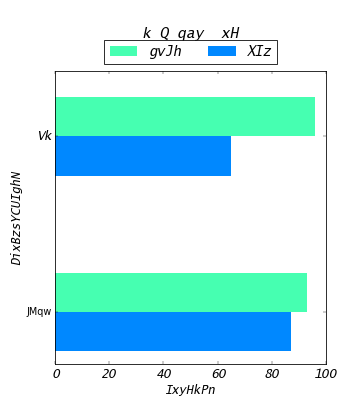 k Q qay  xH
gvJh XIz
Vk
JMqw
DixBzsYCUIghN
0 20 40 60 80 100
IxyHkPn